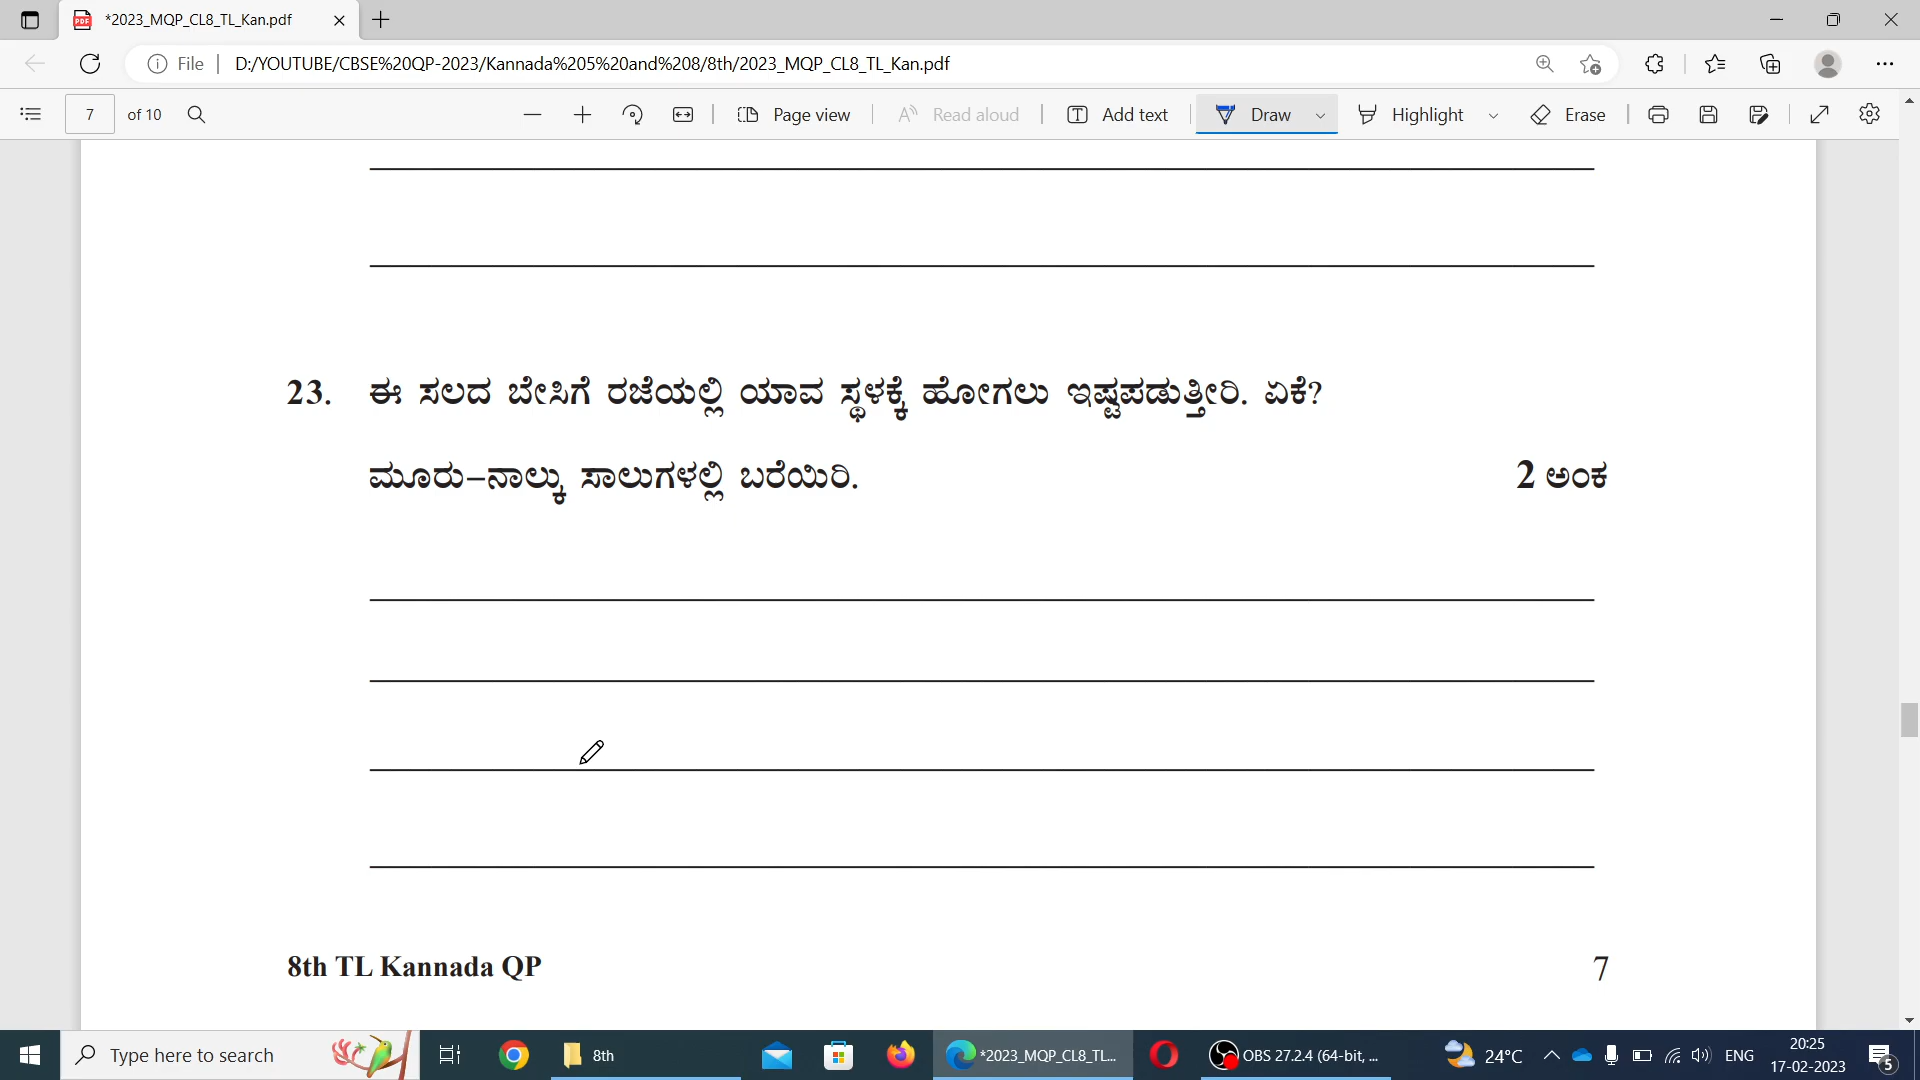 *2023_MQP_CL8_TL_Kan.pdf
File
D:/YOUTUBE/CBSE%20QP-2023/Kannada%205%20and%208/8th/2023_MQP_CL8_TL_Kan.pdf
7 of 10
Page view
Read aloud
Add text
Draw
Highlight
Erase
23. ಈ ಸಲದ ಬೇಸಿಗೆ ರಜೆಯಲ್ಲಿ ಯಾವ ಸ್ಥಳಕ್ಕೆ ಹೋಗಲು ಇಷ್ಟಪಡುತ್ತೀರಿ. ಏಕೆ?
ಮೂರು–ನಾಲ್ಕು ಸಾಲುಗಳಲ್ಲಿ ಬರೆಯಿರಿ. 2 ಅಂಕ
8th TL Kannada QP 7
Type here to search
8th
*2023_MQP_CL8_TL...
OBS 27.2.4 (64-bit, ...
24°C
ENG
20:25
17-02-2023
5